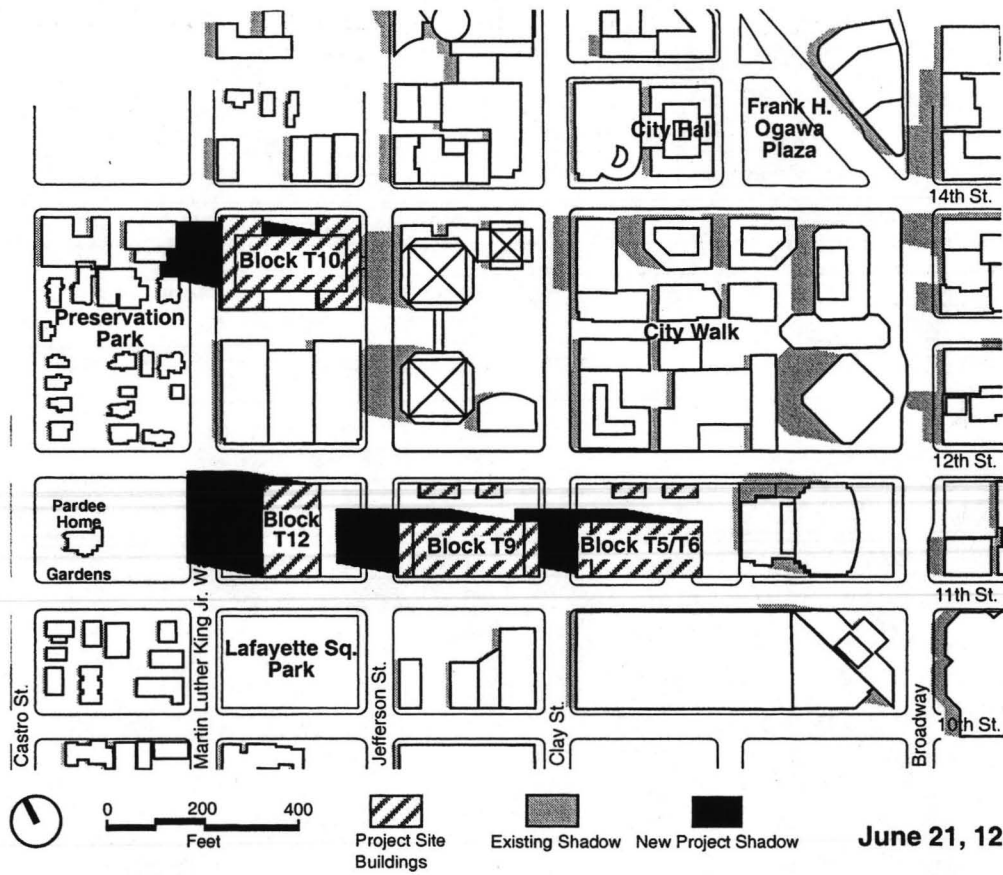 City Hall
Frank H.
Ogawa
Plaza
14th St.
Block T10
Preservation
Park
City Walk
12th St.
Pardee
Home
Gardens
Block
T12
Block T9
Block T5/T6
11th St.
Lafayette Sq.
Park
10th St.
Castro St.
Martin Luther King Jr.
Jefferson St.
Clay St.
Broadway
0 200 400
Feet
Project Site
Buildings
Existing Shadow
New Project Shadow
June 21, 12